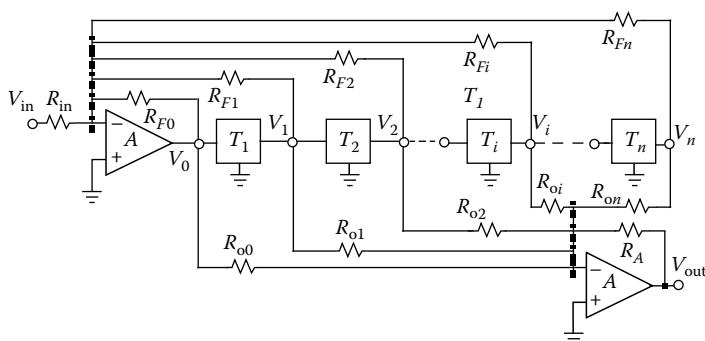 R_Fn
R_F2
R_Fi
V_in
R_in
R_F1
T_1
R_F0
V_1
V_2
V_i
V_n
−
A
+
T_1
T_2
T_i
T_n
V_0
R_oi
R_on
R_o2
R_o1
R_A
R_o0
V_out
−
A
+